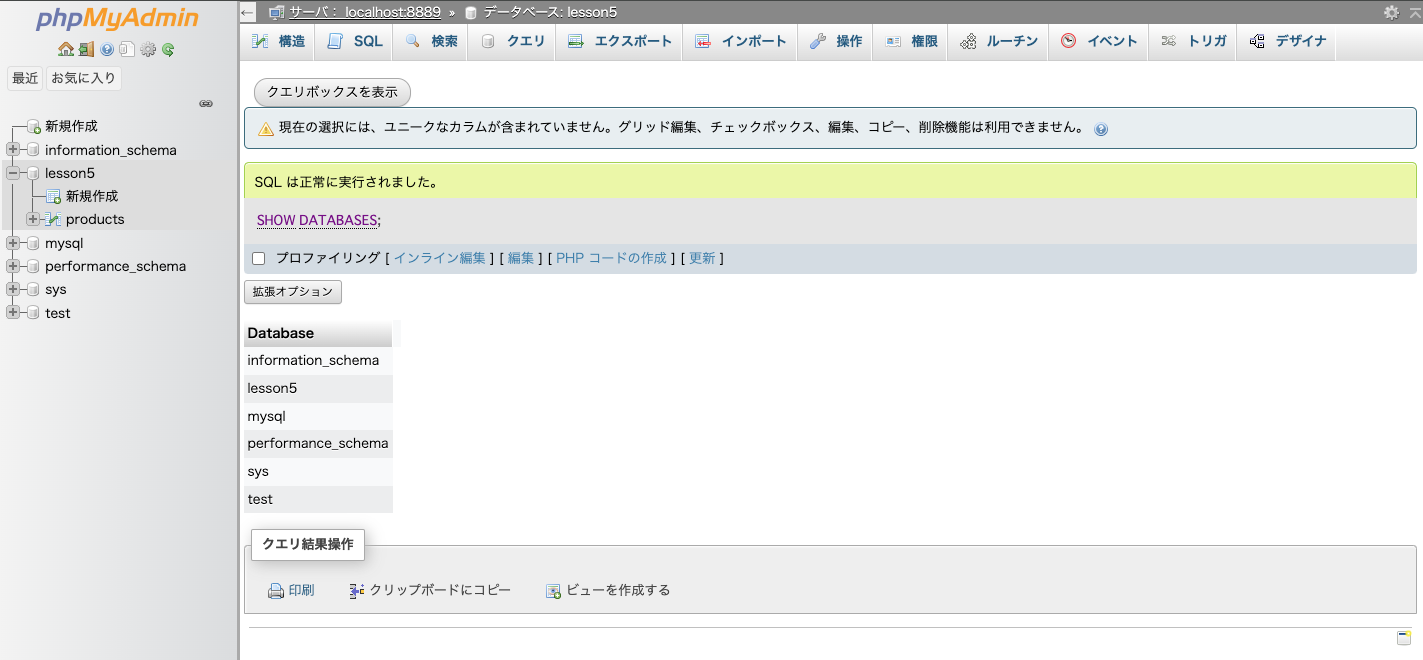 phpMyAdmin
最近 お気に入り
新規作成
information_schema
lesson5
新規作成
products
mysql
performance_schema
sys
test
サーバ： localhost:8889 » データベース: lesson5
構造 SQL 検索 クエリ エクスポート インポート 操作 権限 ルーチン イベント トリガ デザイナ
クエリボックスを表示
現在の選択には、ユニークなカラムが含まれていません。グリッド編集、チェックボックス、編集、コピー、削除機能は利用できません。
SQL は正常に実行されました。
SHOW DATABASES;
プロファイリング [ インライン編集 ] [ 編集 ] [ PHP コードの作成 ] [ 更新 ]
拡張オプション
Database
information_schema
lesson5
mysql
performance_schema
sys
test
クエリ結果操作
印刷 クリップボードにコピー ビューを作成する